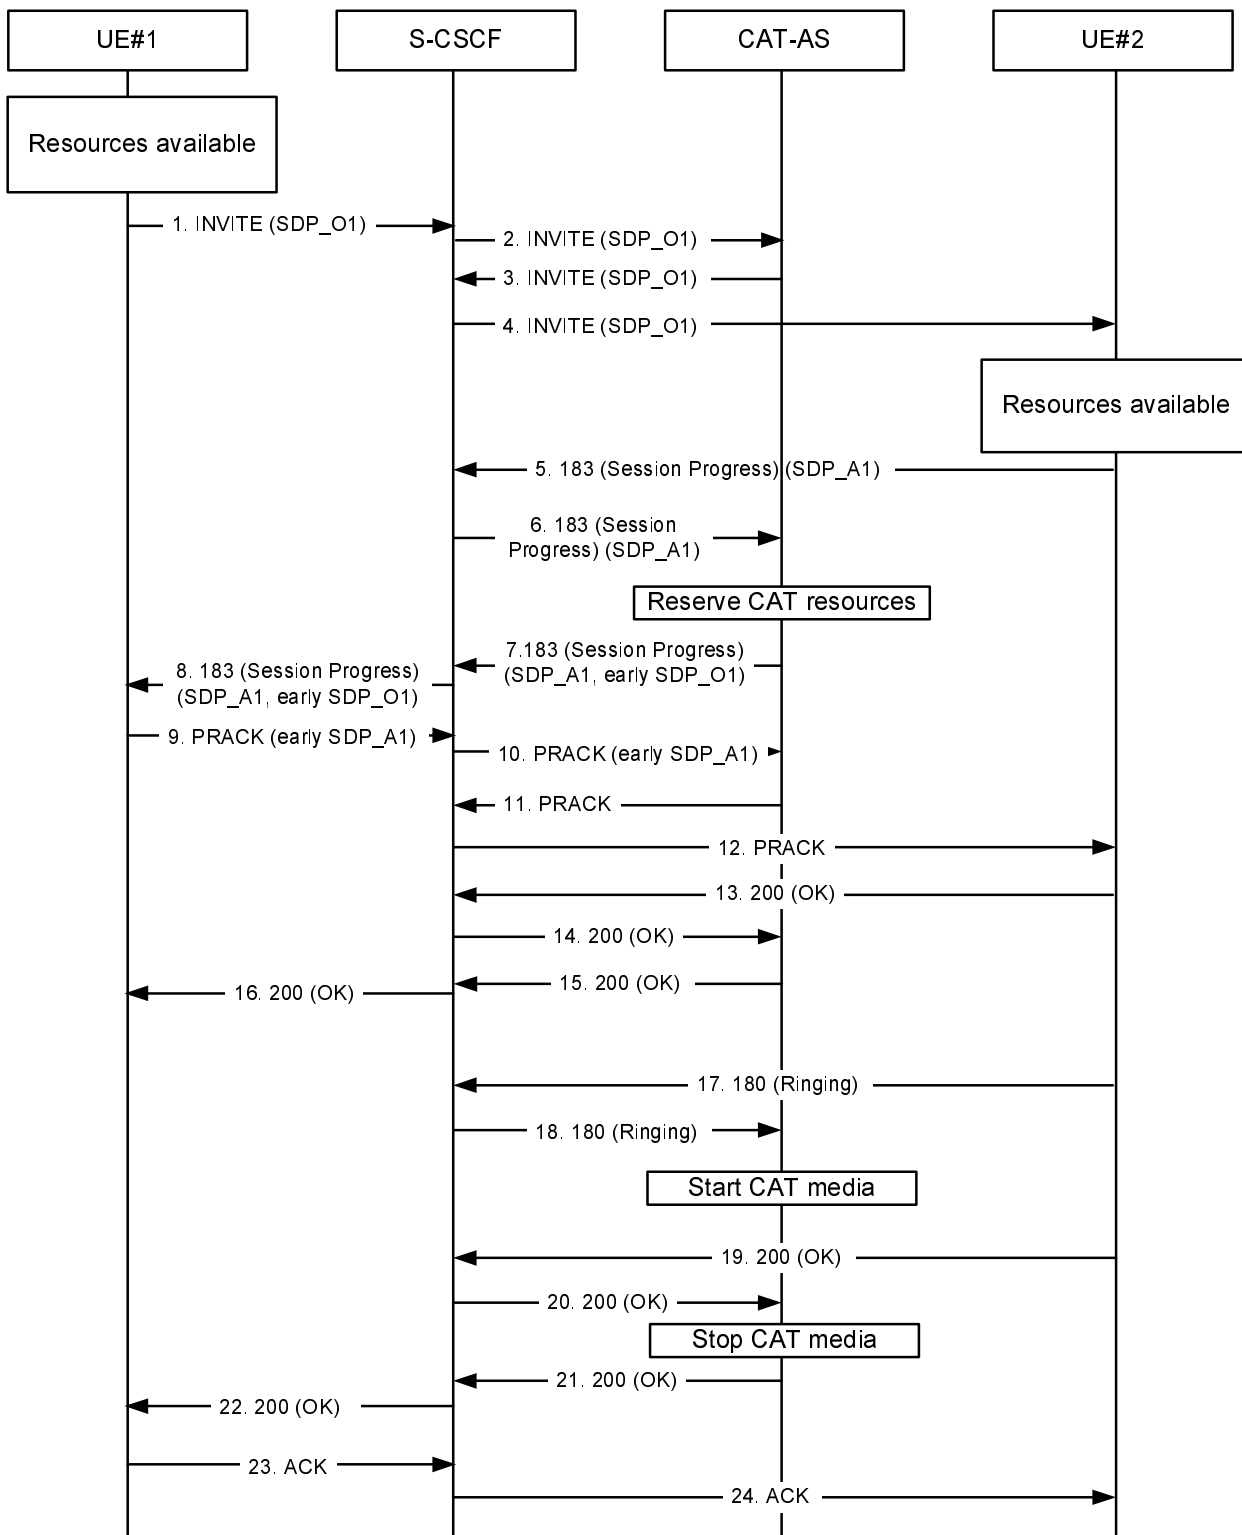 UE#1
S-CSCF
CAT-AS
UE#2
Resources available
1. INVITE (SDP_O1)
2. INVITE (SDP_O1)
3. INVITE (SDP_O1)
4. INVITE (SDP_O1)
Resources available
5. 183 (Session Progress) (SDP_A1)
6. 183 (Session
Progress) (SDP_A1)
Reserve CAT resources
7.183 (Session Progress)
(SDP_A1, early SDP_O1)
8. 183 (Session Progress)
(SDP_A1, early SDP_O1)
9. PRACK (early SDP_A1)
10. PRACK (early SDP_A1)
11. PRACK
12. PRACK
13. 200 (OK)
14. 200 (OK)
15. 200 (OK)
16. 200 (OK)
17. 180 (Ringing)
18. 180 (Ringing)
Start CAT media
19. 200 (OK)
20. 200 (OK)
Stop CAT media
21. 200 (OK)
22. 200 (OK)
23. ACK
24. ACK